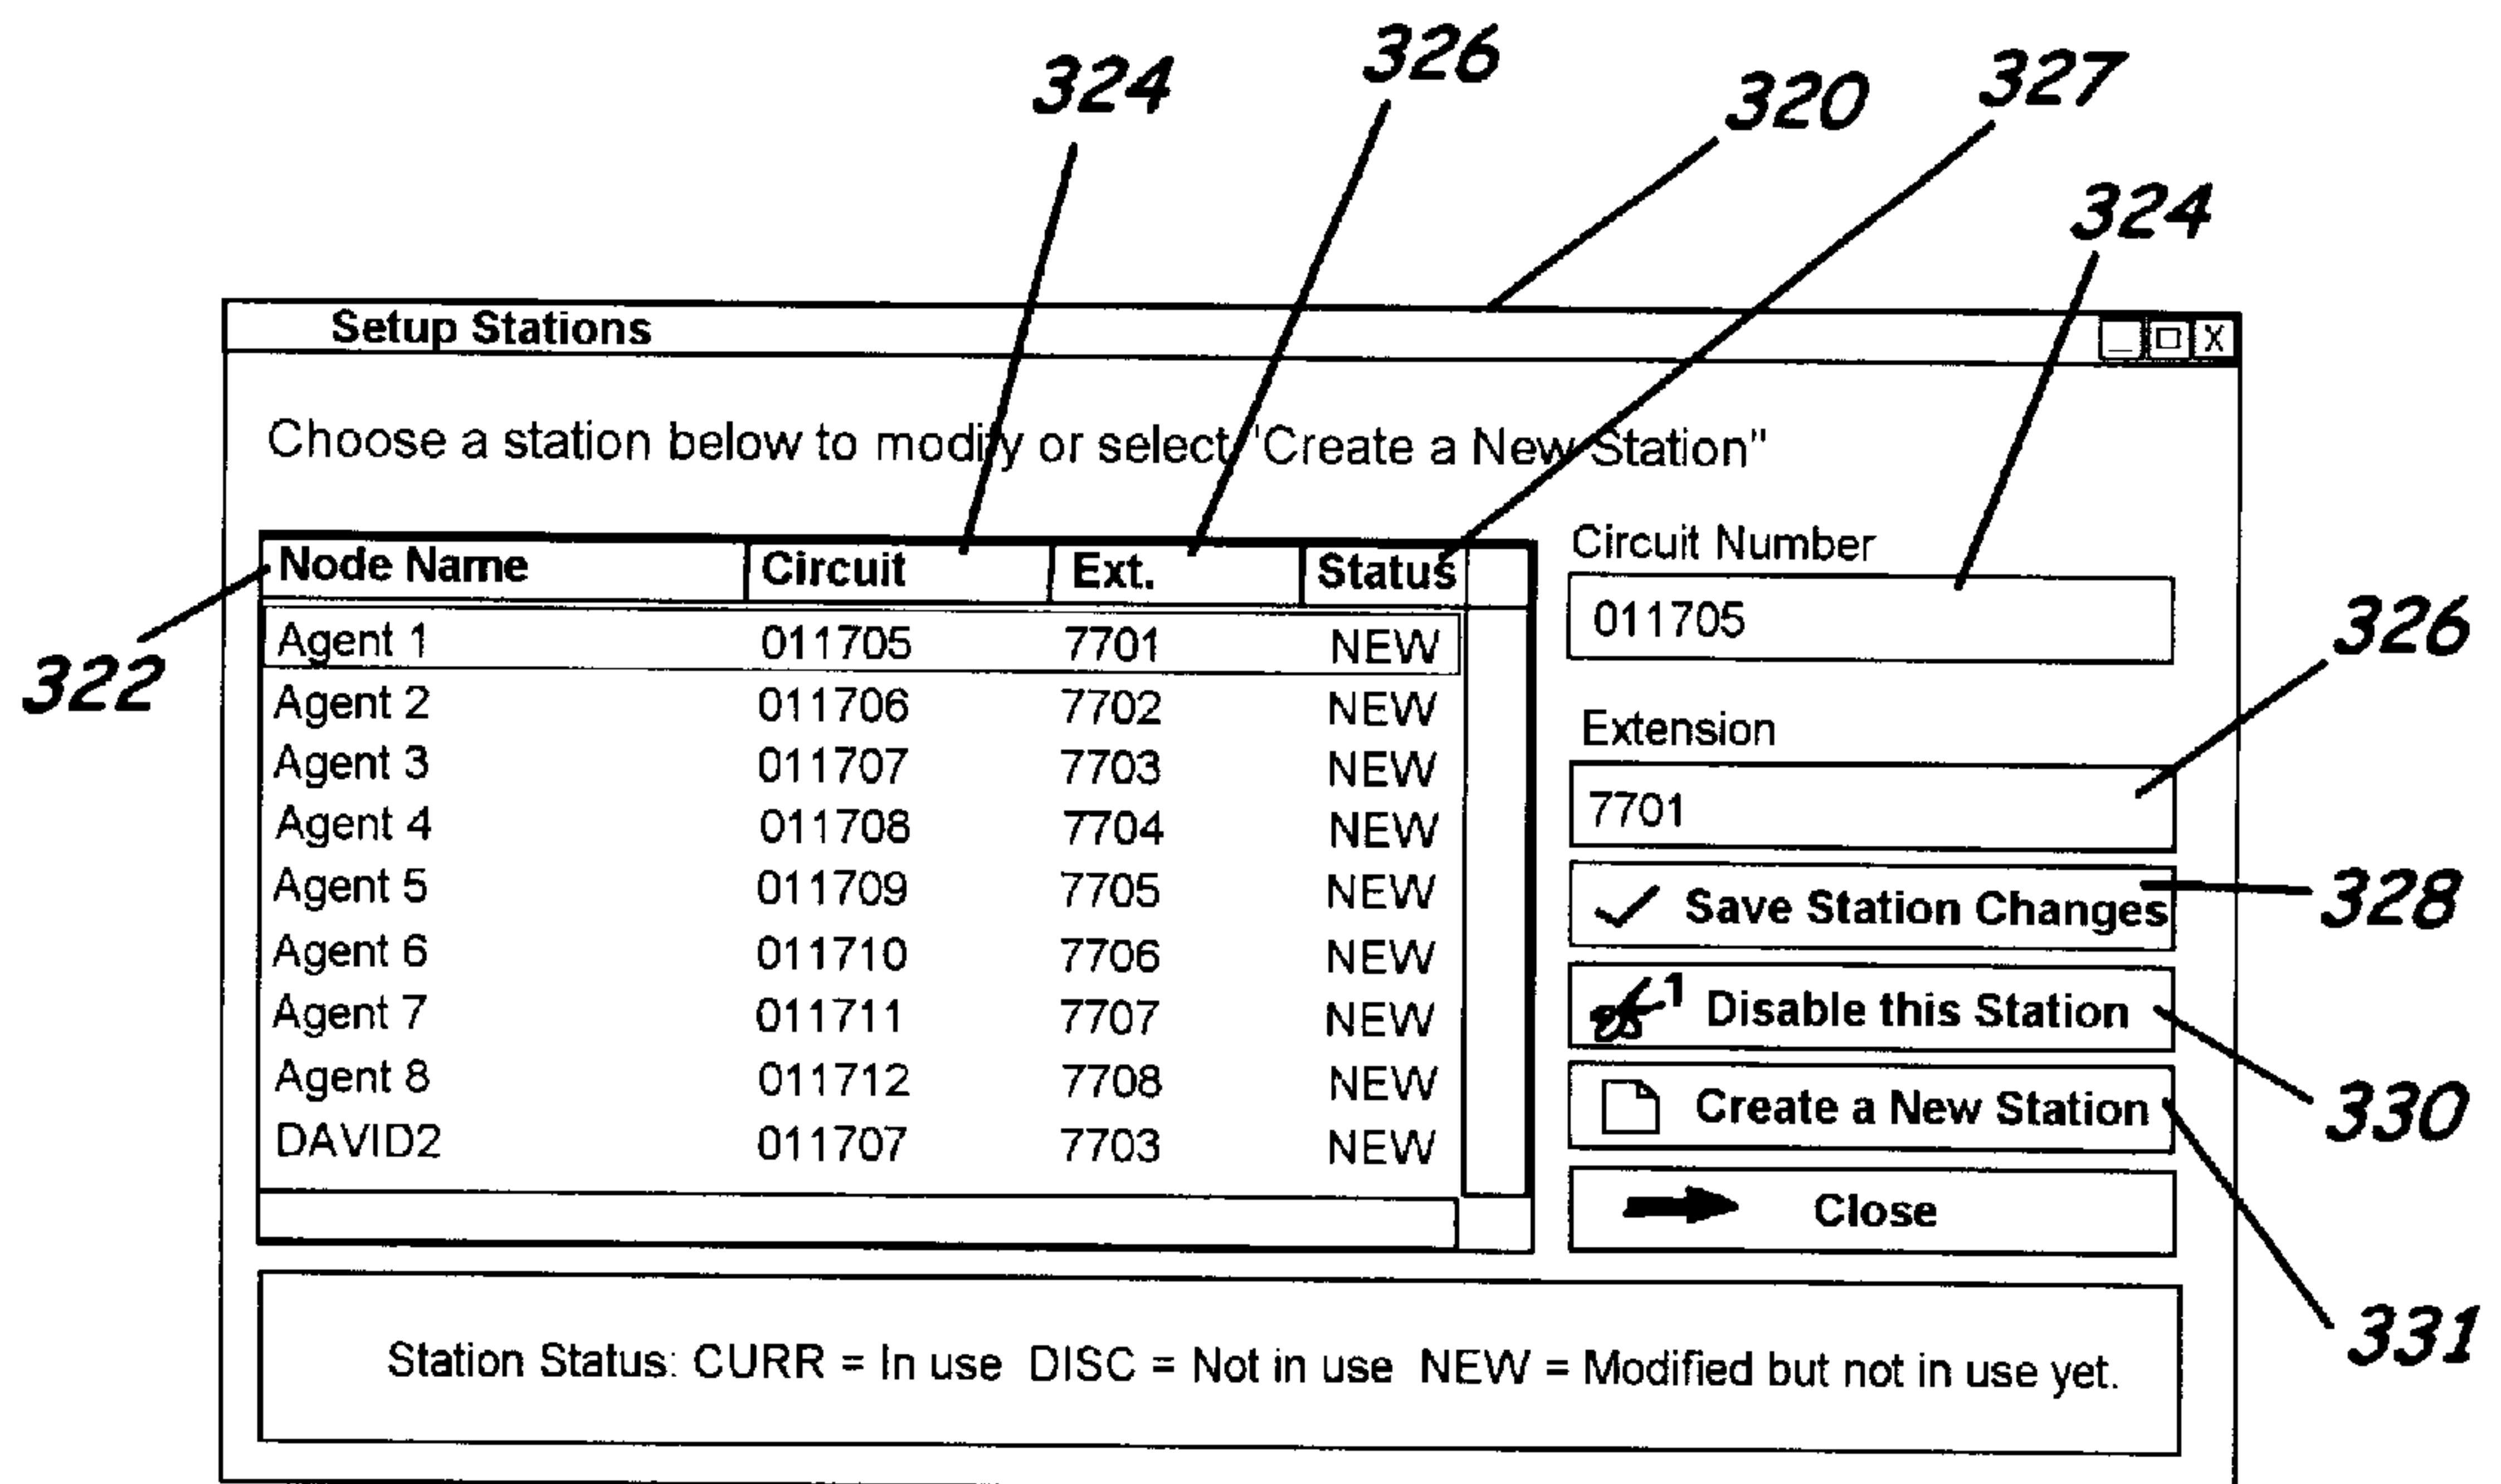 324
326
320
327
324
Setup Stations
_ □ X
Choose a station below to modify or select "Create a New Station"
Node Name Circuit Ext. Status
Agent 1 011705 7701 NEW
Agent 2 011706 7702 NEW
Agent 3 011707 7703 NEW
Agent 4 011708 7704 NEW
Agent 5 011709 7705 NEW
Agent 6 011710 7706 NEW
Agent 7 011711 7707 NEW
Agent 8 011712 7708 NEW
DAVID2 011707 7703 NEW
322
Circuit Number
011705
326
Extension
7701
Save Station Changes
328
1 Disable this Station
330
Create a New Station
331
Close
Station Status: CURR = In use DISC = Not in use NEW = Modified but not in use yet.